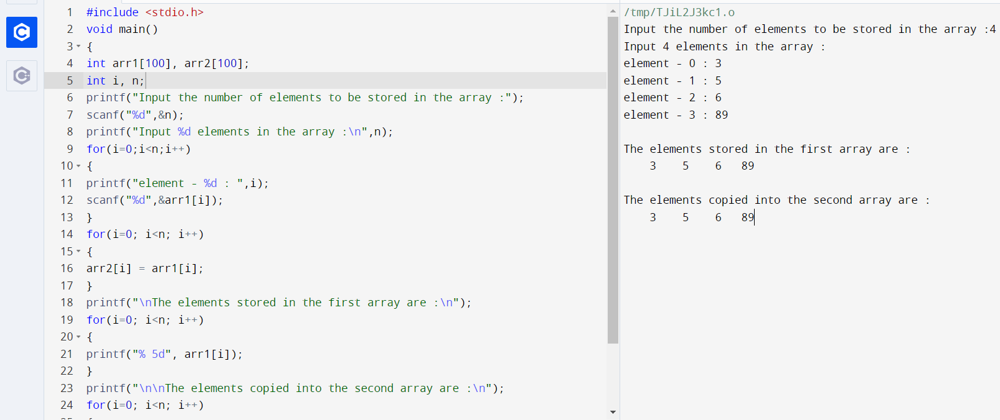 1 #include <stdio.h>
2 void main()
3 {
4 int arr1[100], arr2[100];
5 int i, n;
6 printf("Input the number of elements to be stored in the array :");
7 scanf("%d",&n);
8 printf("Input %d elements in the array :\n",n);
9 for(i=0;i<n;i++)
10 {
11 printf("element - %d : ",i);
12 scanf("%d",&arr1[i]);
13 }
14 for(i=0; i<n; i++)
15 {
16 arr2[i] = arr1[i];
17 }
18 printf("\nThe elements stored in the first array are :\n");
19 for(i=0; i<n; i++)
20 {
21 printf("% 5d", arr1[i]);
22 }
23 printf("\n\nThe elements copied into the second array are :\n");
24 for(i=0; i<n; i++)
/tmp/TJiL2J3kc1.o
Input the number of elements to be stored in the array :4
Input 4 elements in the array :
element - 0 : 3
element - 1 : 5
element - 2 : 6
element - 3 : 89
The elements stored in the first array are :
3 5 6 89
The elements copied into the second array are :
3 5 6 89